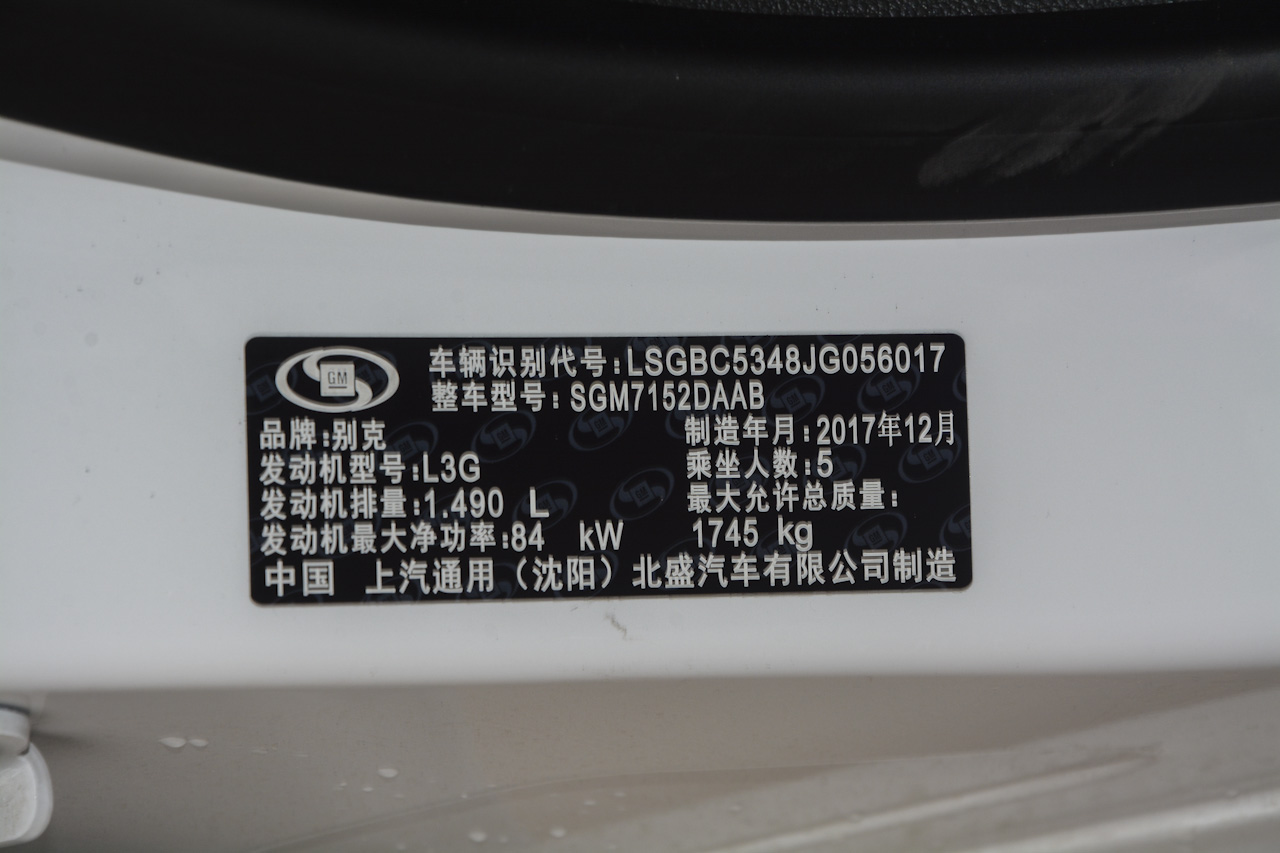 GM
车辆识别代号:LSGBC5348JG056017
整车型号:SGM7152DAAB
品牌:别克
制造年月:2017年12月
发动机型号:L3G
乘坐人数:5
发动机排量:1.490 L
最大允许总质量:
发动机最大净功率:84 kW
1745 kg
中国 上汽通用（沈阳）北盛汽车有限公司制造